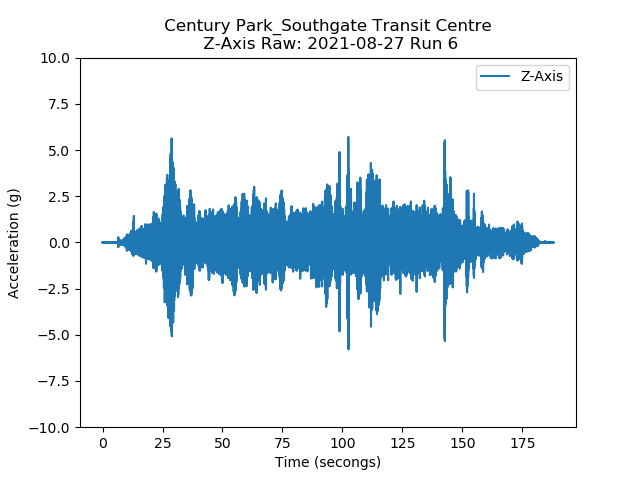 Century Park_Southgate Transit Centre
Z-Axis Raw: 2021-08-27 Run 6
Z-Axis
10.0
7.5
5.0
2.5
0.0
−2.5
−5.0
−7.5
−10.0
Acceleration (g)
0 25 50 75 100 125 150 175
Time (secongs)